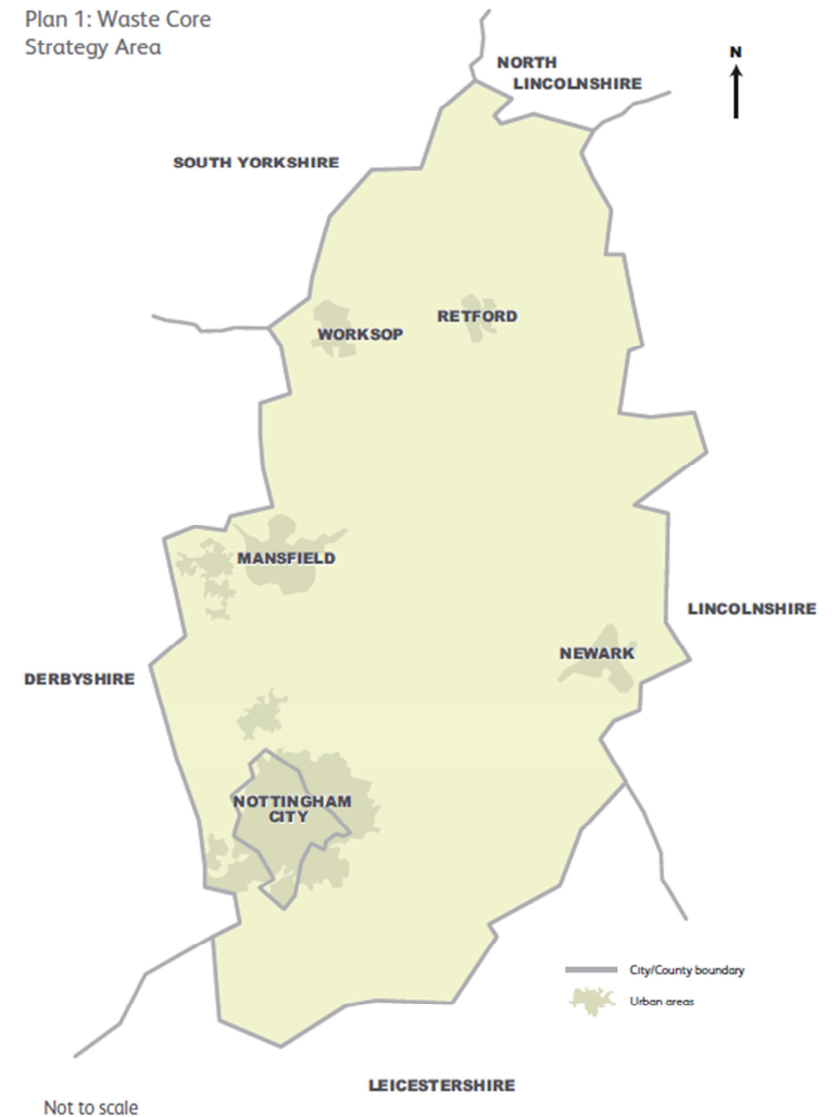 Plan 1: Waste Core
Strategy Area
N
NORTH
LINCOLNSHIRE
SOUTH YORKSHIRE
WORKSOP
RETFORD
MANSFIELD
LINCOLNSHIRE
NEWARK
DERBYSHIRE
NOTTINGHAM
CITY
City/County boundary
Urban areas
LEICESTERSHIRE
Not to scale